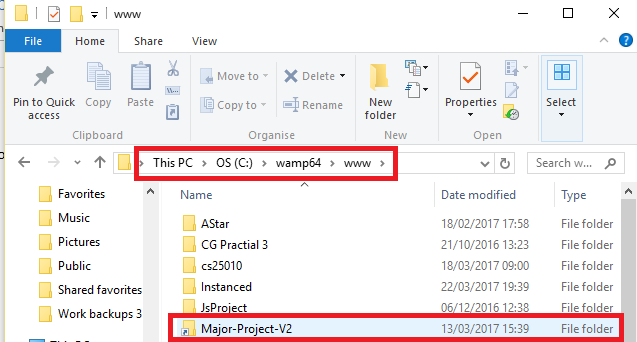 www
File Home Share View
Pin to Quick access
Copy
Paste
Clipboard
Move to
Copy to
Delete
Rename
Organise
New folder
New
Properties
Open
Select
This PC OS (C:) wamp64 www
Search w...
Favorites
Music
Pictures
Public
Shared favorites
Work backups 3
Name Date modified Type
AStar 18/02/2017 17:58 File folder
CG Practial 3 21/10/2016 13:23 File folder
cs25010 18/03/2017 09:00 File folder
Instanced 22/03/2017 19:39 File folder
JsProject 06/12/2016 12:38 File folder
Major-Project-V2 13/03/2017 15:39 File folder